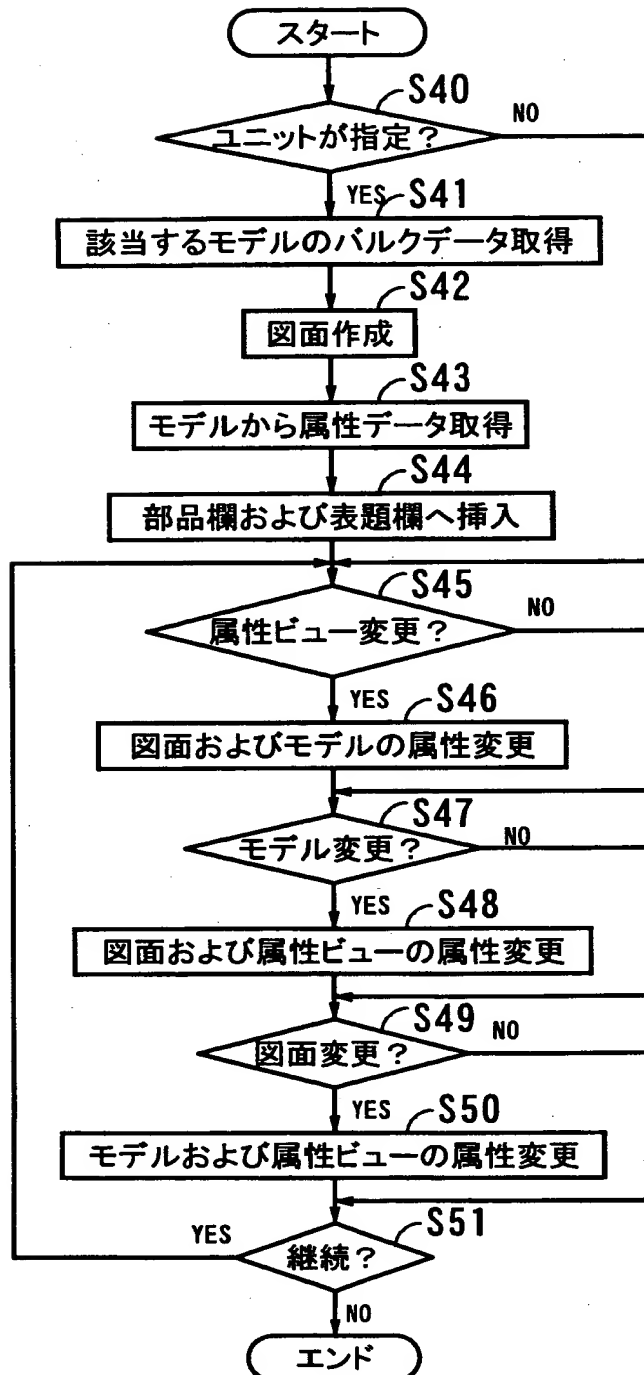 スタート
S40
ユニットが指定？
NO
YES
S41
該当するモデルのバルクデータ取得
S42
図面作成
S43
モデルから属性データ取得
S44
部品欄および表題欄へ挿入
S45
属性ビュー変更？
NO
YES
S46
図面およびモデルの属性変更
S47
モデル変更？
NO
YES
S48
図面および属性ビューの属性変更
S49
図面変更？
NO
YES
S50
モデルおよび属性ビューの属性変更
S51
YES
継続？
NO
エンド